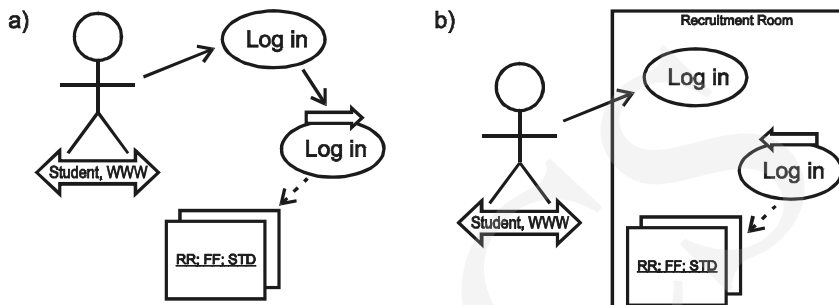 a)
Log in
Log in
Student, WWW
RR; FF; STD
b)
Recruitment Room
Log in
Log in
Student, WWW
RR; FF; STD